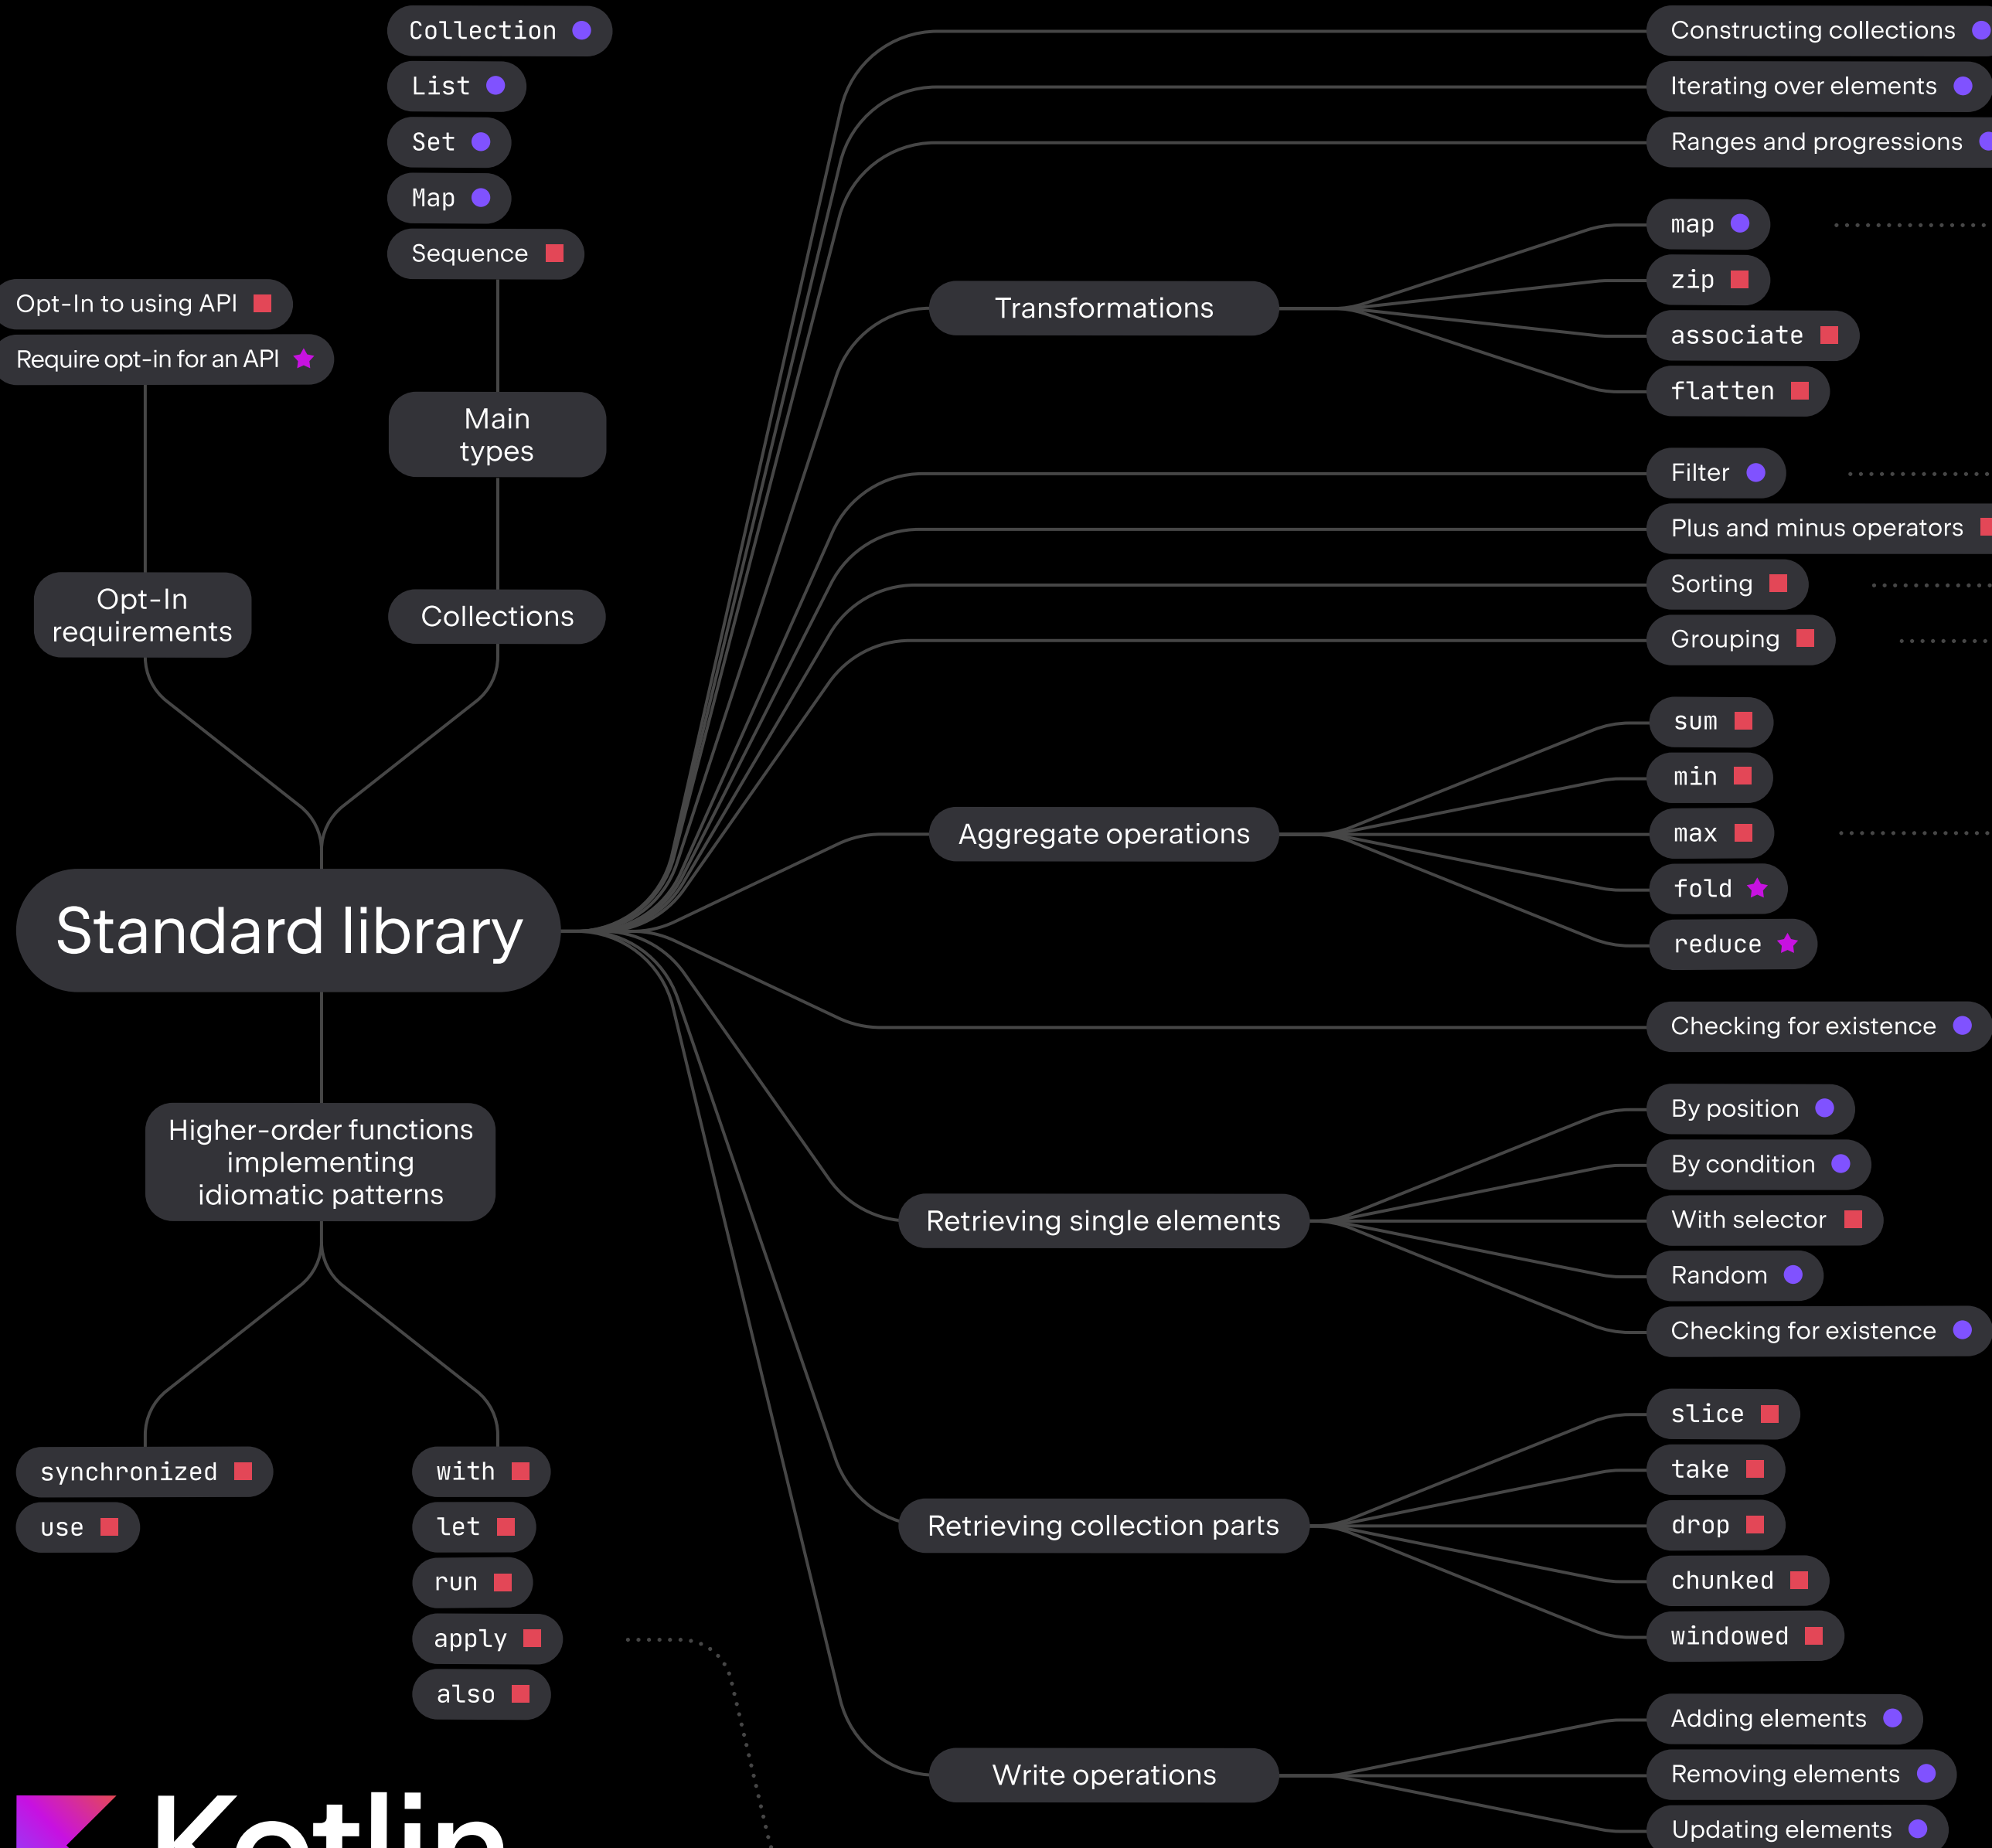 Collection
List
Set
Map
Sequence
Opt-In to using API
Require opt-in for an API
Main
types
Opt-In
requirements
Collections
Standard library
Higher-order functions
implementing
idiomatic patterns
synchronized
use
with
let
run
apply
also
Kotlin
Constructing collections
Iterating over elements
Ranges and progressions
Transformations
map
zip
associate
flatten
Filter
Plus and minus operators
Sorting
Grouping
Aggregate operations
sum
min
max
fold
reduce
Checking for existence
Retrieving single elements
By position
By condition
With selector
Random
Checking for existence
Retrieving collection parts
slice
take
drop
chunked
windowed
Write operations
Adding elements
Removing elements
Updating elements